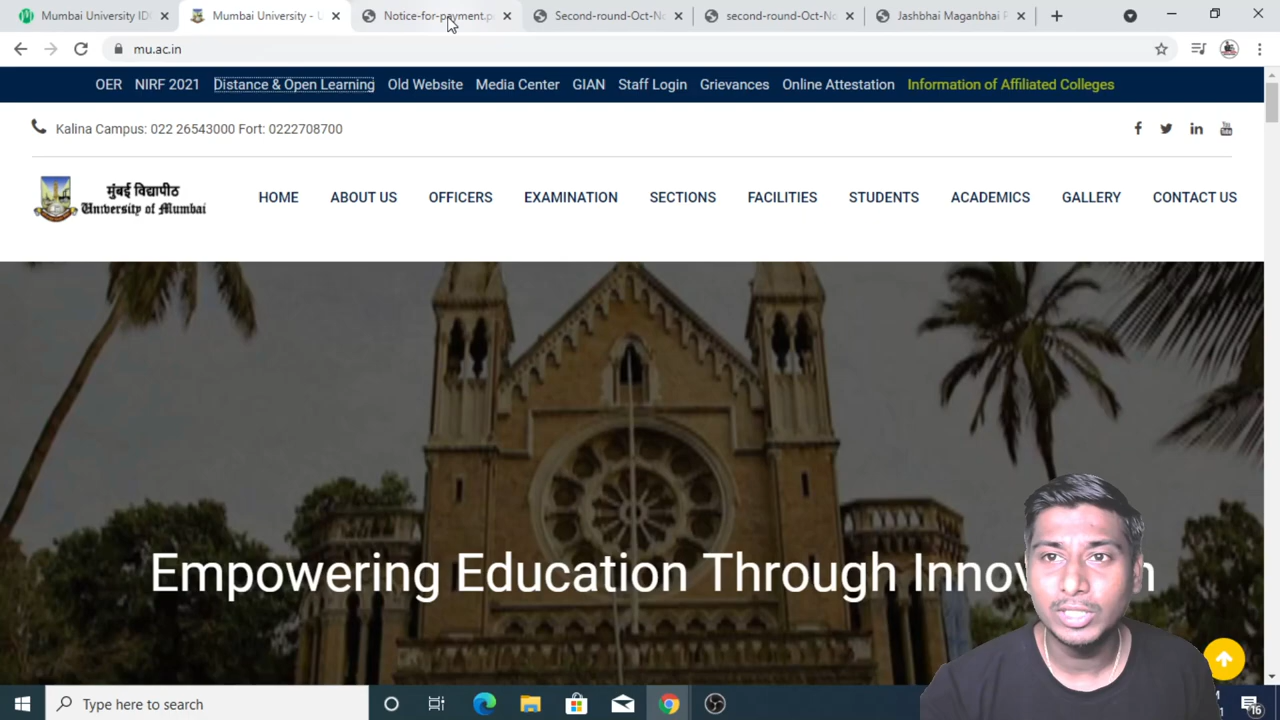 Mumbai University ID
Mumbai University - U
Notice-for-payment.p
Second-round-Oct-No
second-round-Oct-No
Jashbhai Maganbhai P
mu.ac.in
OER NIRF 2021 Distance & Open Learning Old Website Media Center GIAN Staff Login Grievances Online Attestation Information of Affiliated Colleges
Kalina Campus: 022 26543000 Fort: 0222708700
मुंबई विद्यापीठ
University of Mumbai
HOME ABOUT US OFFICERS EXAMINATION SECTIONS FACILITIES STUDENTS ACADEMICS GALLERY CONTACT US
Empowering Education Through
Type here to search
16